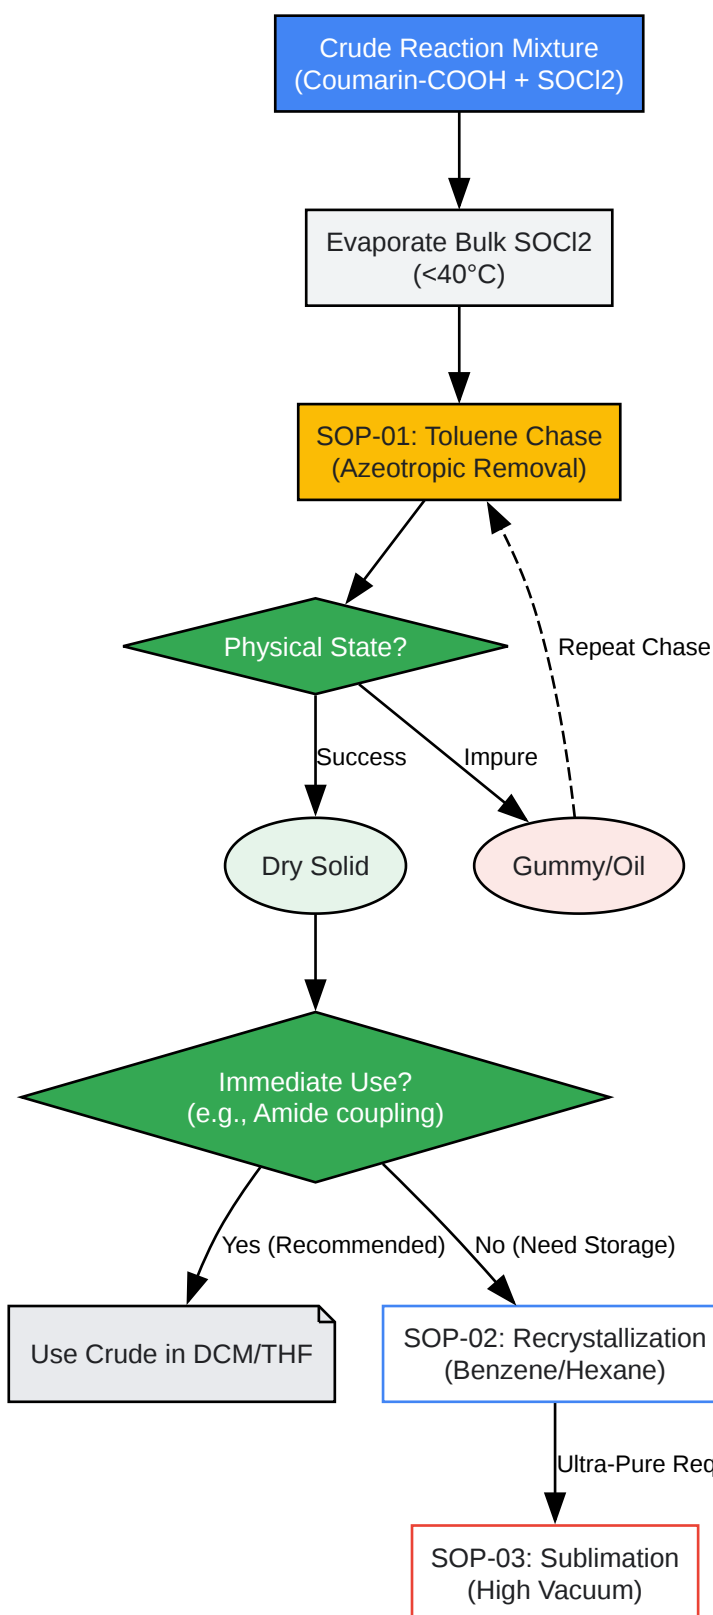 Crude Reaction Mixture
(Coumarin-COOH + SOCl2)
Evaporate Bulk SOCl2
(<40°C)
SOP-01: Toluene Chase
(Azeotropic Removal)
Physical State?
Repeat Chase
Success
Impure
Dry Solid
Gummy/Oil
Immediate Use?
(e.g., Amide coupling)
Yes (Recommended)
No (Need Storage)
Use Crude in DCM/THF
SOP-02: Recrystallization
(Benzene/Hexane)
Ultra-Pure Req
SOP-03: Sublimation
(High Vacuum)